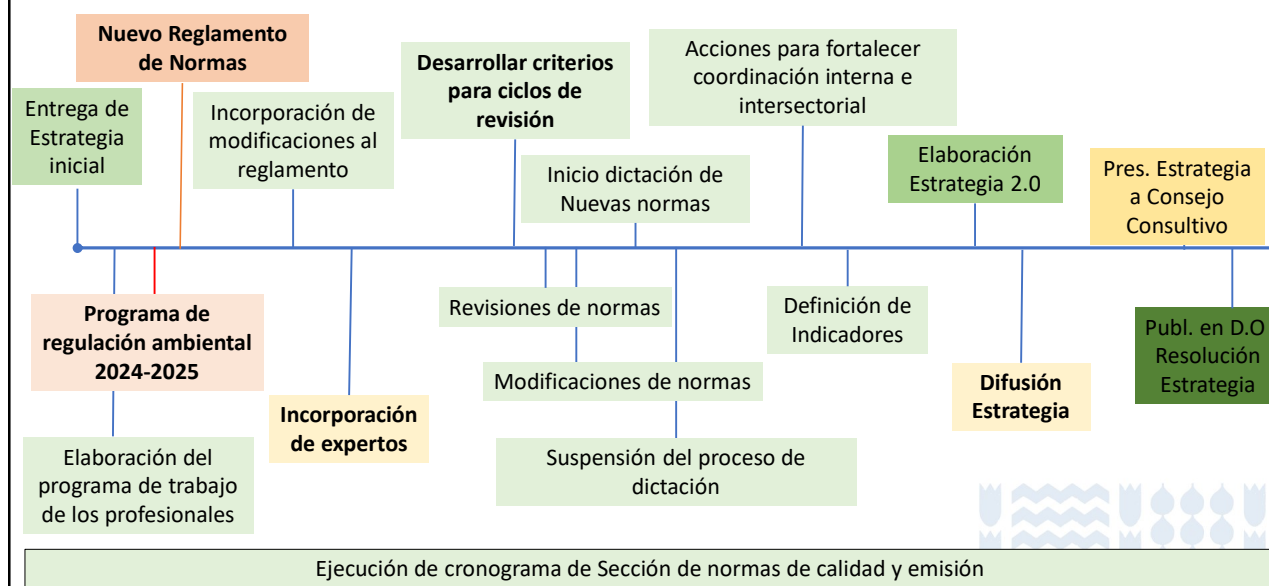 Nuevo Reglamento
de Normas
Entrega de
Estrategia
inicial
Incorporación de
modificaciones al
reglamento
Desarrollar criterios
para ciclos de
revisión
Inicio dictación de
Nuevas normas
Acciones para fortalecer
coordinación interna e
intersectorial
Elaboración
Estrategia 2.0
Pres. Estrategia
a Consejo
Consultivo
Programa de
regulación ambiental
2024-2025
Elaboración del
programa de trabajo
de los profesionales
Incorporación
de expertos
Revisiones de normas
Modificaciones de normas
Suspensión del proceso de
dictación
Definición de
Indicadores
Difusión
Estrategia
Publ. en D.O
Resolución
Estrategia
Ejecución de cronograma de Sección de normas de calidad y emisión